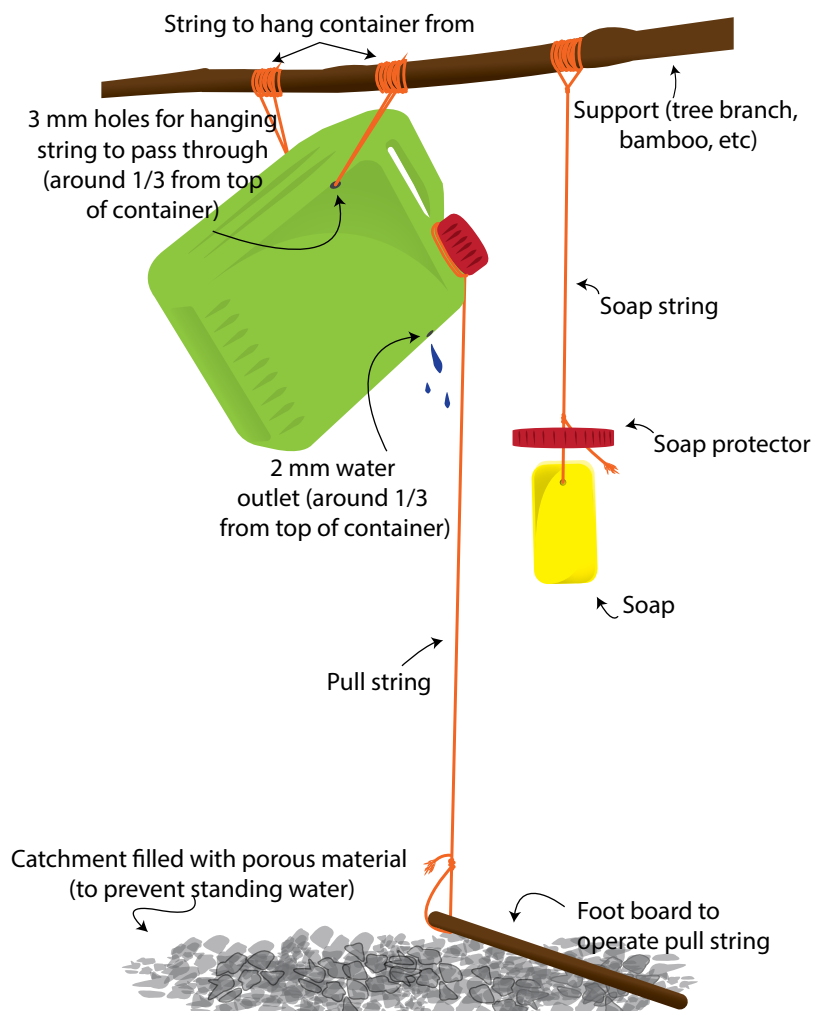 String to hang container from
3 mm holes for hanging
string to pass through
(around 1/3 from top
of container)
Support (tree branch,
bamboo, etc)
Soap string
Soap protector
2 mm water
outlet (around 1/3
from top of container)
Soap
Pull string
Catchment filled with porous material
(to prevent standing water)
Foot board to
operate pull string